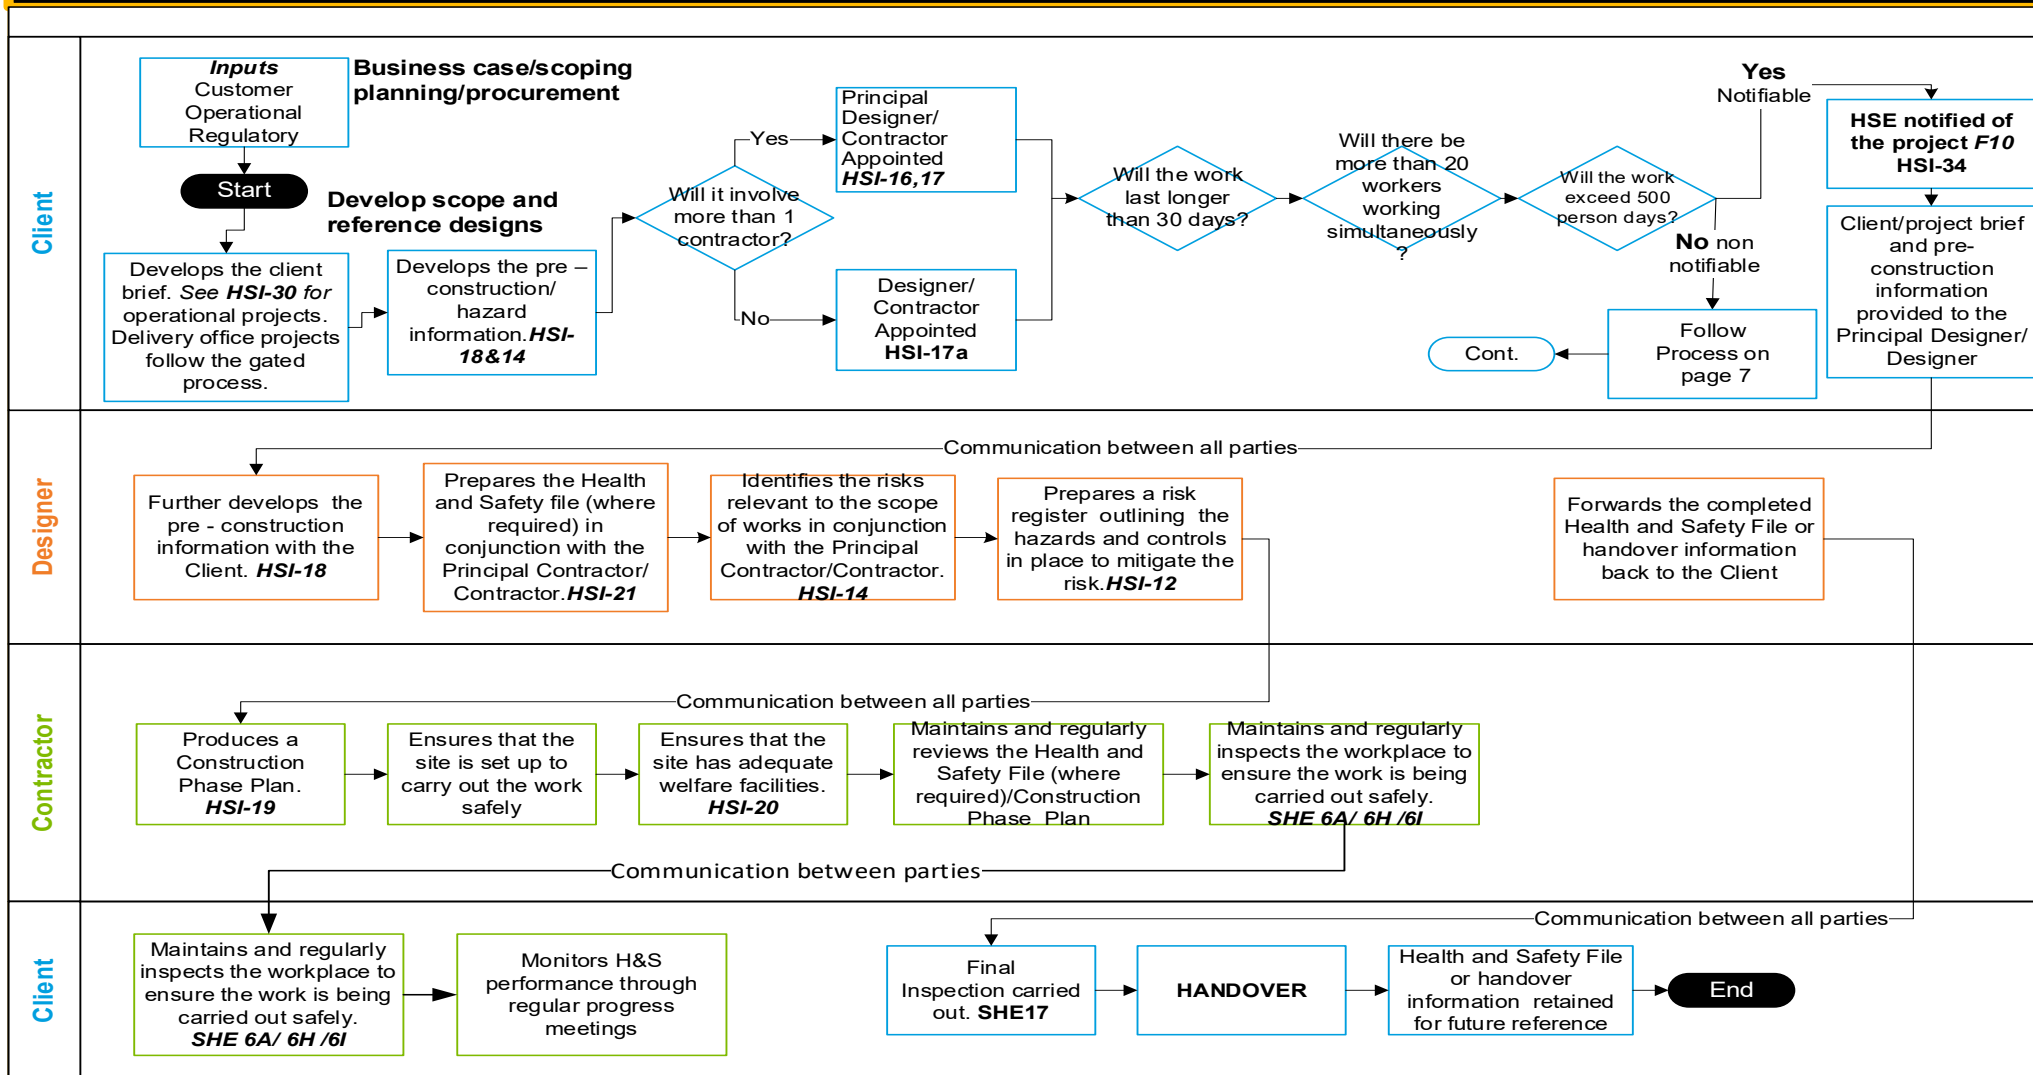 Inputs
Customer
Operational
Regulatory
Business case/scoping
planning/procurement
Start
Develop scope and
reference designs
Develops the client
brief. See HSI-30 for
operational projects.
Delivery office projects
follow the gated
process.
Develops the pre –
construction/
hazard
information.HSI-
18&14
Will it involve
more than 1
contractor?
Yes
No
Principal
Designer/
Contractor
Appointed
HSI-16,17
Designer/
Contractor
Appointed
HSI-17a
Will the work
last longer
than 30 days?
Will there be
more than 20
workers
working
simultaneously
?
Will the work
exceed 500
person days?
Yes
Notifiable
No non
notifiable
Follow
Process on
page 7
Cont.
HSE notified of
the project F10
HSI-34
Client/project brief
and pre-
construction
information
provided to the
Principal Designer/
Designer
Client
Communication between all parties
Designer
Further develops the
pre - construction
information with the
Client. HSI-18
Prepares the Health
and Safety file (where
required) in
conjunction with the
Principal Contractor/
Contractor.HSI-21
Identifies the risks
relevant to the scope
of works in conjunction
with the Principal
Contractor/Contractor.
HSI-14
Prepares a risk
register outlining the
hazards and controls
in place to mitigate the
risk.HSI-12
Forwards the completed
Health and Safety File or
handover information
back to the Client
Communication between all parties
Contractor
Produces a
Construction
Phase Plan.
HSI-19
Ensures that the
site is set up to
carry out the work
safely
Ensures that the
site has adequate
welfare facilities.
HSI-20
Maintains and regularly
reviews the Health and
Safety File (where
required)/Construction
Phase Plan
Maintains and regularly
inspects the workplace to
ensure the work is being
carried out safely.
SHE 6A/ 6H /6I
Communication between parties
Communication between all parties
Client
Maintains and regularly
inspects the workplace to
ensure the work is being
carried out safely.
SHE 6A/ 6H /6I
Monitors H&S
performance through
regular progress
meetings
Final
Inspection carried
out. SHE17
HANDOVER
Health and Safety File
or handover
information retained
for future reference
End